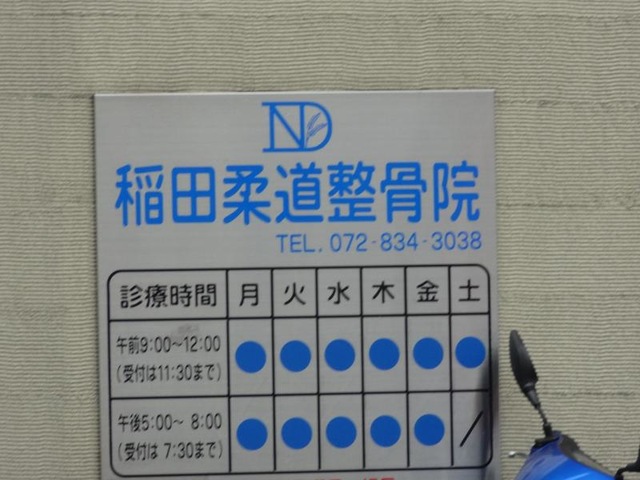 ND
稲田柔道整骨院
TEL. 072-834-3038
診療時間 月 火 水 木 金 土
午前9:00～12:00 ● ● ● ● ● ●
(受付は11:30まで)
午後5:00～ 8:00 ● ● ● ● ● /
(受付は 7:30まで)